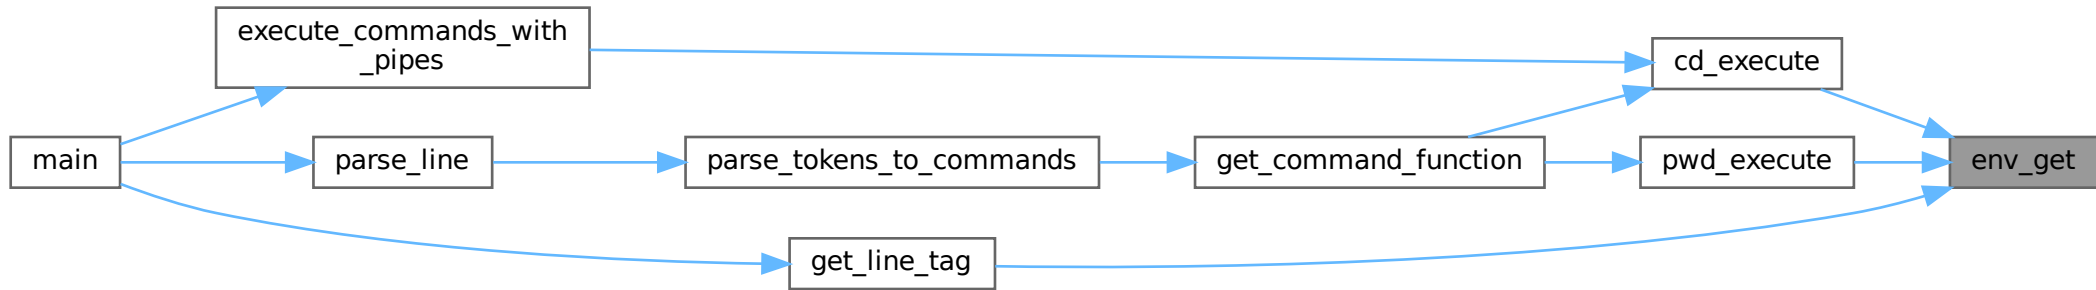 execute_commands_with
_pipes
cd_execute
main
parse_line
parse_tokens_to_commands
get_command_function
pwd_execute
env_get
get_line_tag